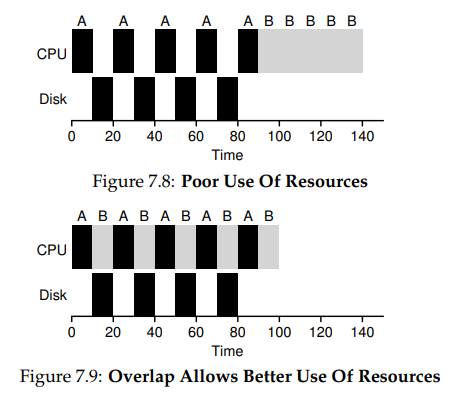 A A A A A B B B B B
CPU
Disk
0 20 40 60 80 100 120 140
Time
Figure 7.8: Poor Use Of Resources
A B A B A B A B A B
CPU
Disk
0 20 40 60 80 100 120 140
Time
Figure 7.9: Overlap Allows Better Use Of Resources